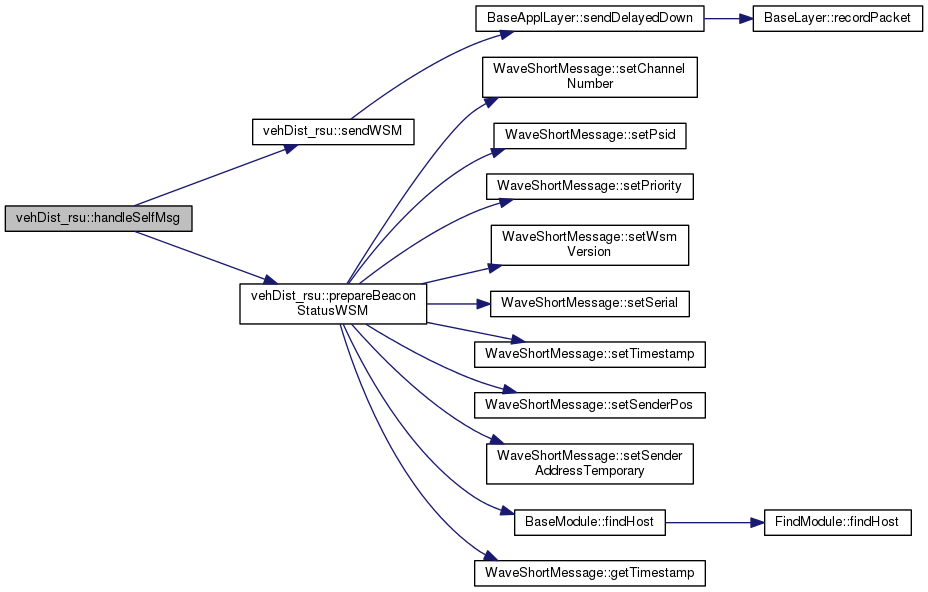 BaseApplLayer::sendDelayedDown
BaseLayer::recordPacket
WaveShortMessage::setChannel
Number
vehDist_rsu::sendWSM
WaveShortMessage::setPsid
WaveShortMessage::setPriority
vehDist_rsu::handleSelfMsg
WaveShortMessage::setWsm
Version
vehDist_rsu::prepareBeacon
StatusWSM
WaveShortMessage::setSerial
WaveShortMessage::setTimestamp
WaveShortMessage::setSenderPos
WaveShortMessage::setSender
AddressTemporary
BaseModule::findHost
FindModule::findHost
WaveShortMessage::getTimestamp